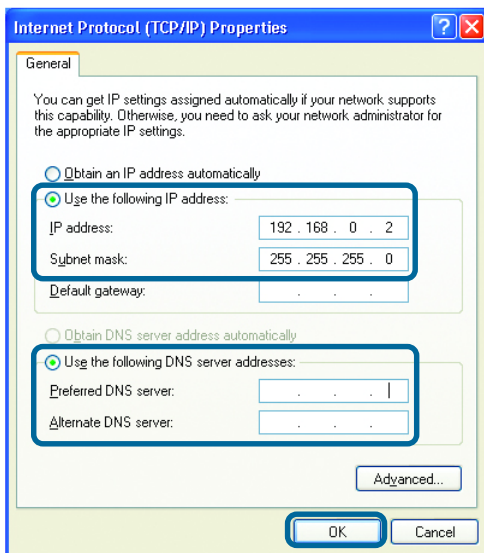 Internet Protocol (TCP/IP) Properties
General
You can get IP settings assigned automatically if your network supports
this capability. Otherwise, you need to ask your network administrator for
the appropriate IP settings.
Obtain an IP address automatically
Use the following IP address:
IP address: 192 . 168 . 0 . 2
Subnet mask: 255 . 255 . 255 . 0
Default gateway: . . .
Obtain DNS server address automatically
Use the following DNS server addresses:
Preferred DNS server: . . .
Alternate DNS server: . . .
Advanced...
OK Cancel